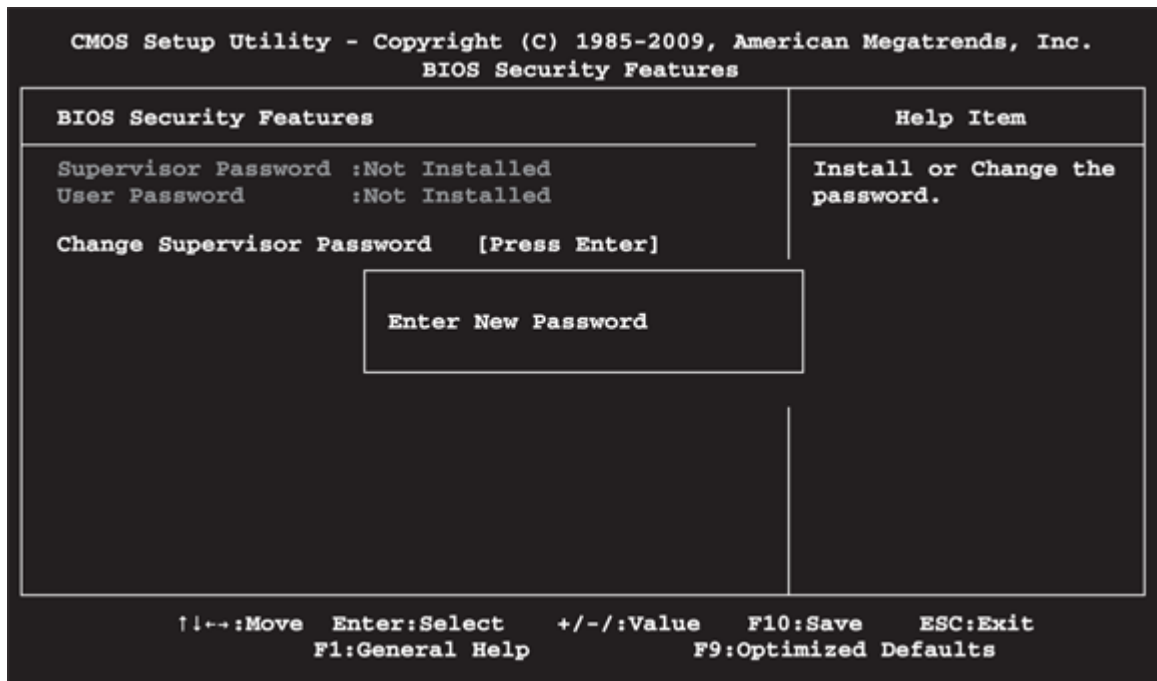 CMOS Setup Utility - Copyright (C) 1985-2009, American Megatrends, Inc.
BIOS Security Features
BIOS Security Features
Help Item
Supervisor Password :Not Installed
User Password :Not Installed
Install or Change the
password.
Change Supervisor Password [Press Enter]
Enter New Password
↑↓←→:Move Enter:Select +/-/:Value F10:Save ESC:Exit
F1:General Help F9:Optimized Defaults